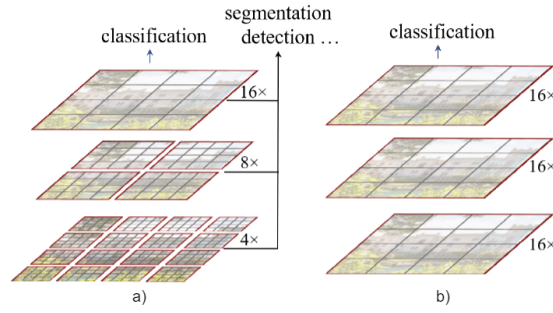 segmentation
classification
detection ...
classification
16×
16×
8×
16×
4×
16×
a)
b)